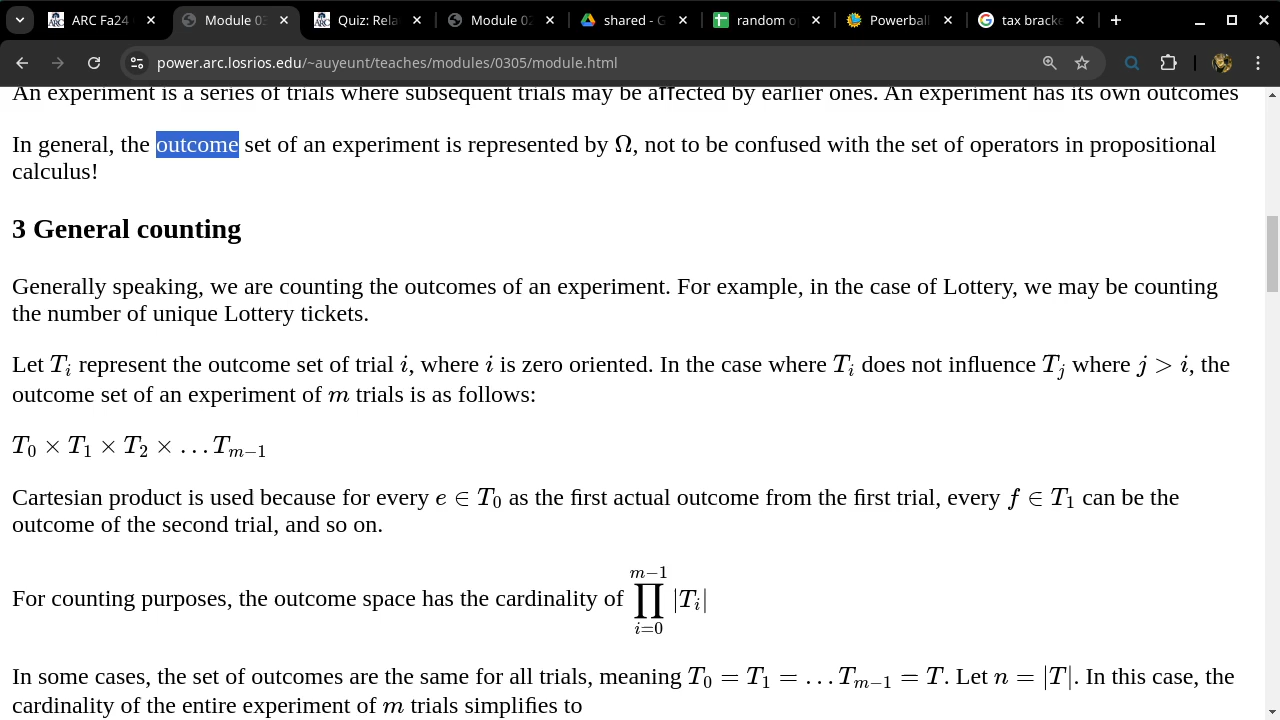 ARC Fa24
Module 03
Quiz: Rela
Module 02
shared - G
random o
Powerball
tax bracke
power.arc.losrios.edu/~auyeunt/teaches/modules/0305/module.html
An experiment is a series of trials where subsequent trials may be affected by earlier ones. An experiment has its own outcomes
In general, the outcome set of an experiment is represented by Ω, not to be confused with the set of operators in propositional
calculus!
3 General counting
Generally speaking, we are counting the outcomes of an experiment. For example, in the case of Lottery, we may be counting
the number of unique Lottery tickets.
Let T_i represent the outcome set of trial i, where i is zero oriented. In the case where T_i does not influence T_j where j > i, the
outcome set of an experiment of m trials is as follows:
T_0 × T_1 × T_2 × … T_{m−1}
Cartesian product is used because for every e ∈ T_0 as the first actual outcome from the first trial, every f ∈ T_1 can be the
outcome of the second trial, and so on.
For counting purposes, the outcome space has the cardinality of ∏_{i=0}^{m−1} |T_i|
In some cases, the set of outcomes are the same for all trials, meaning T_0 = T_1 = … T_{m−1} = T. Let n = |T|. In this case, the
cardinality of the entire experiment of m trials simplifies to